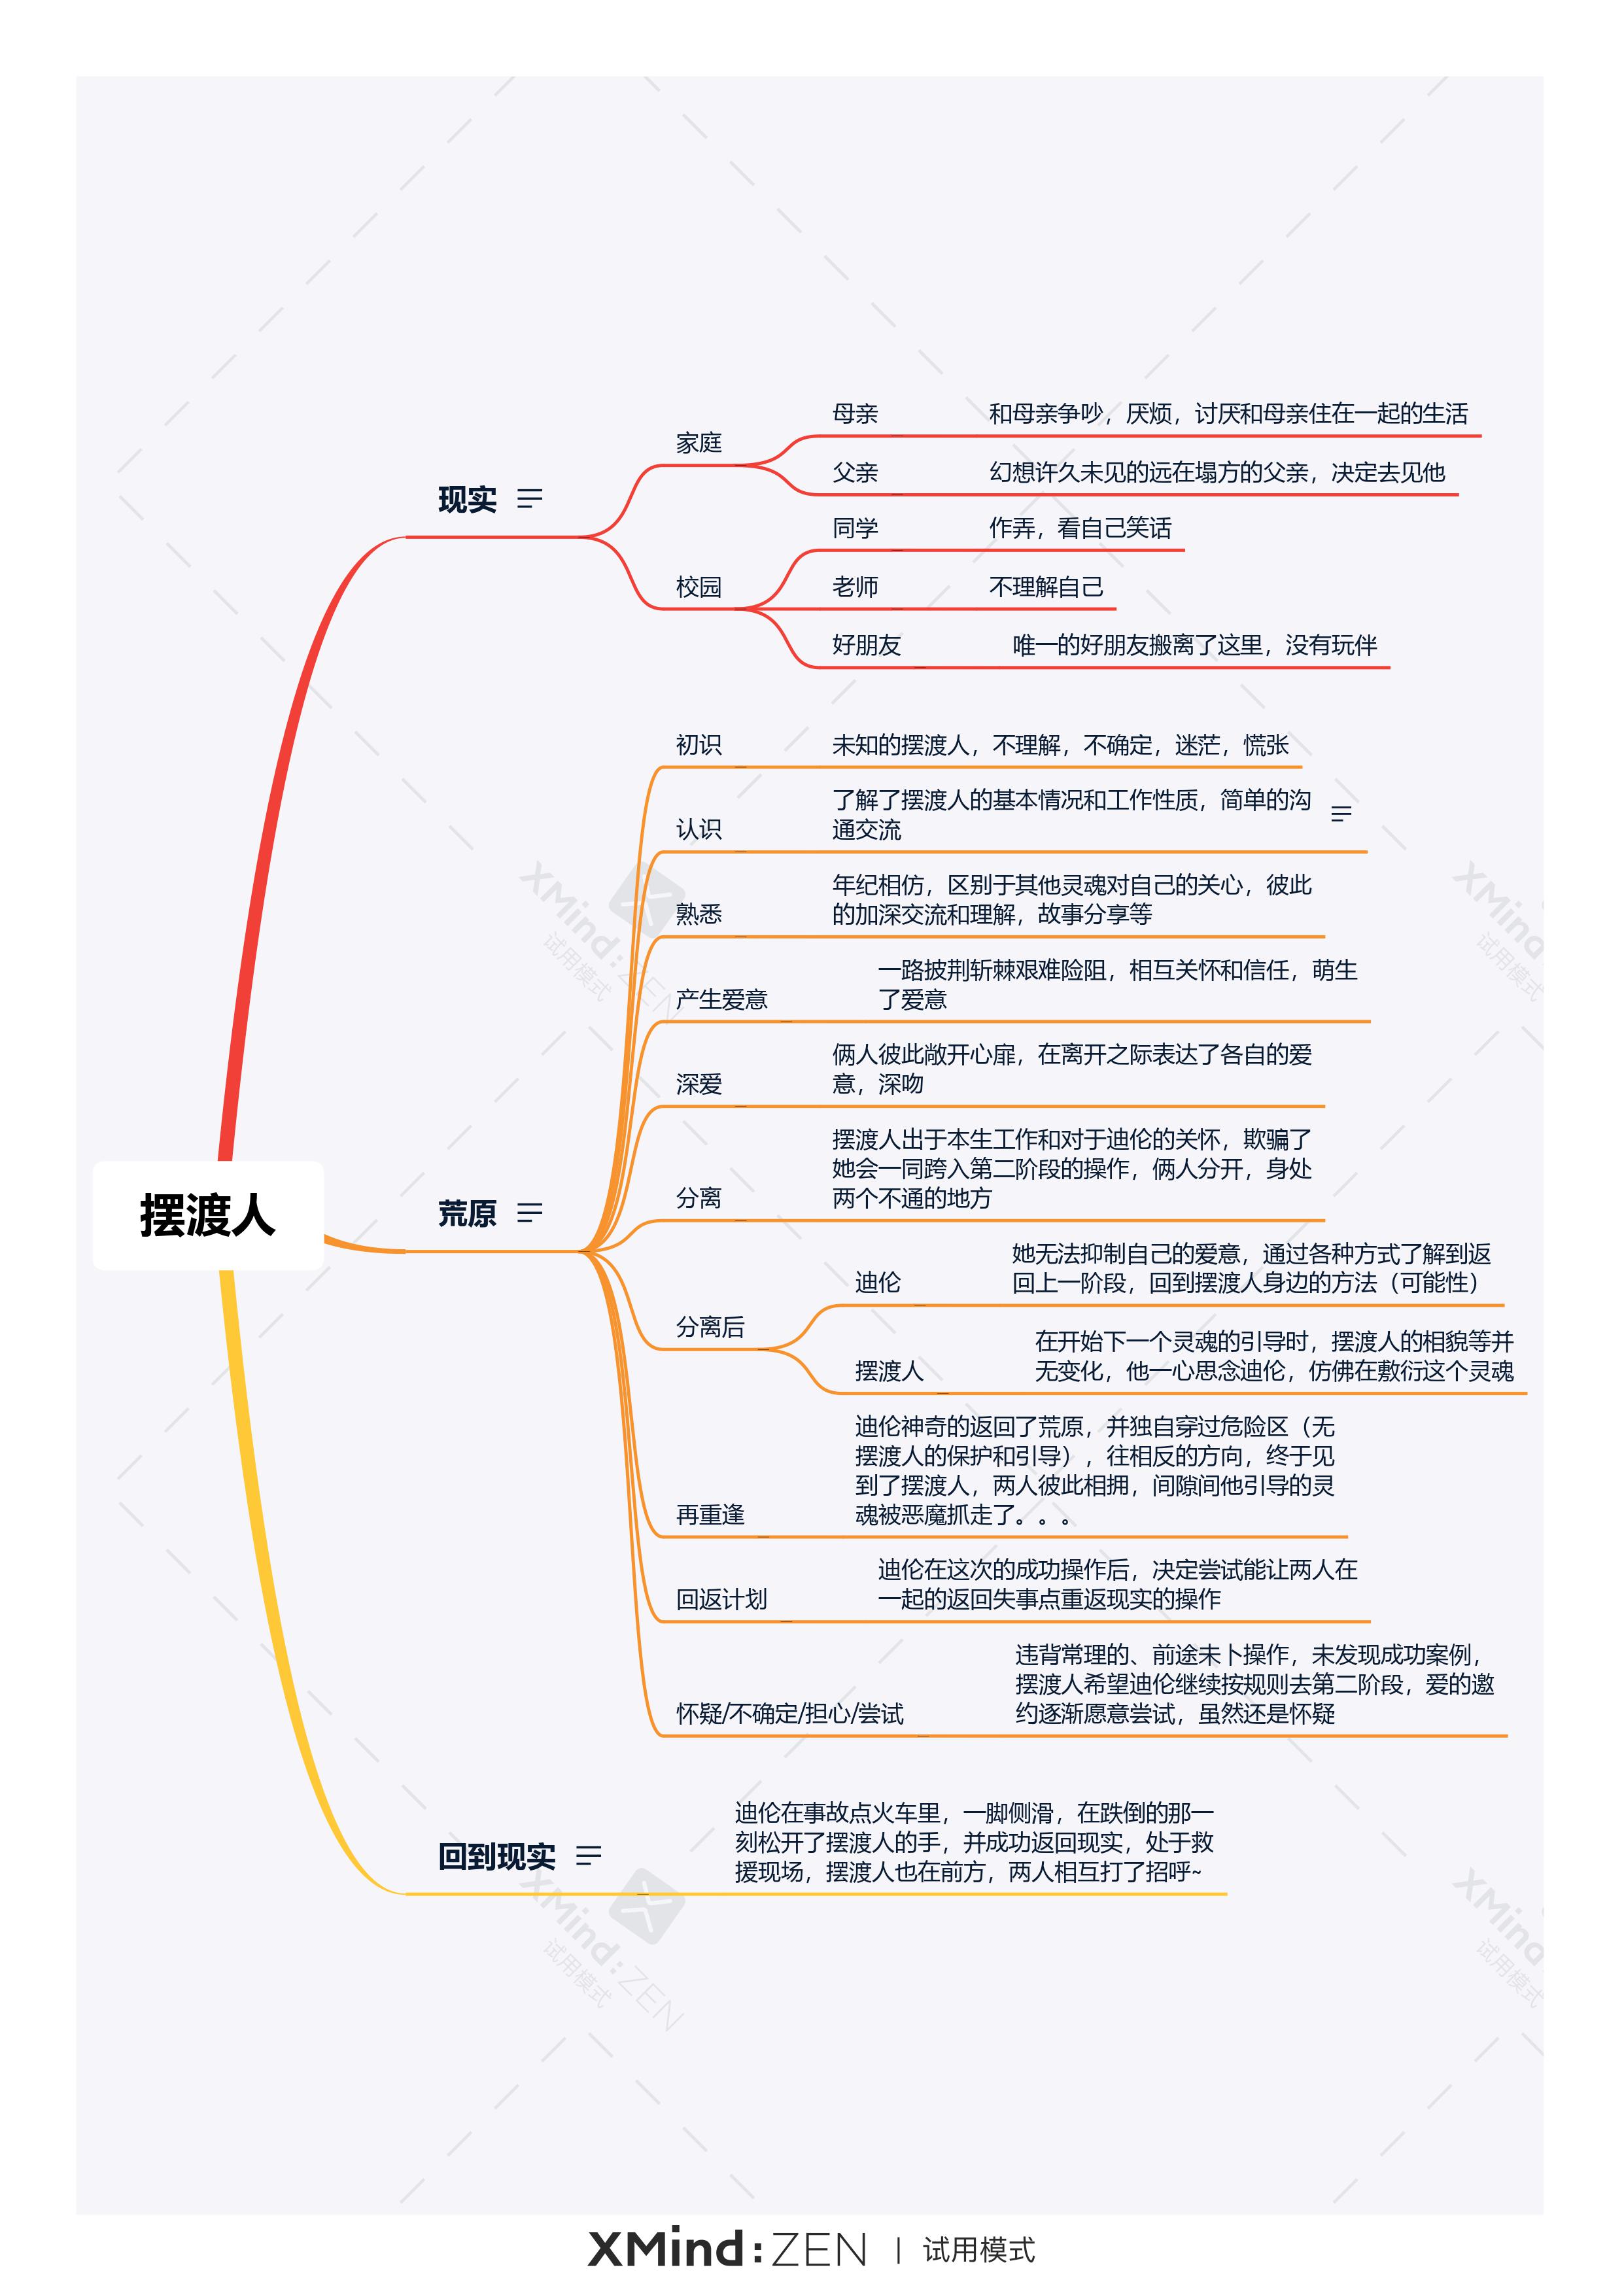 摆渡人
现实
家庭
母亲
和母亲争吵，厌烦，讨厌和母亲住在一起的生活
父亲
幻想许久未见的远在塌方的父亲，决定去见他
校园
同学
作弄，看自己笑话
老师
不理解自己
好朋友
唯一的好朋友搬离了这里，没有玩伴
荒原
初识
未知的摆渡人，不理解，不确定，迷茫，慌张
认识
了解了摆渡人的基本情况和工作性质，简单的沟
通交流
熟悉
年纪相仿，区别于其他灵魂对自己的关心，彼此
的加深交流和理解，故事分享等
产生爱意
一路披荆斩棘艰难险阻，相互关怀和信任，萌生
了爱意
深爱
俩人彼此敞开心扉，在离开之际表达了各自的爱
意，深吻
分离
摆渡人出于本生工作和对于迪伦的关怀，欺骗了
她会一同跨入第二阶段的操作，俩人分开，身处
两个不通的地方
分离后
迪伦
她无法抑制自己的爱意，通过各种方式了解到返
回上一阶段，回到摆渡人身边的方法（可能性）
摆渡人
在开始下一个灵魂的引导时，摆渡人的相貌等并
无变化，他一心思念迪伦，仿佛在敷衍这个灵魂
再重逢
迪伦神奇的返回了荒原，并独自穿过危险区（无
摆渡人的保护和引导），往相反的方向，终于见
到了摆渡人，两人彼此相拥，间隙间他引导的灵
魂被恶魔抓走了。。。
回返计划
迪伦在这次的成功操作后，决定尝试能让两人在
一起的返回失事点重返现实的操作
怀疑/不确定/担心/尝试
违背常理的、前途未卜操作，未发现成功案例，
摆渡人希望迪伦继续按规则去第二阶段，爱的邀
约逐渐愿意尝试，虽然还是怀疑
回到现实
迪伦在事故点火车里，一脚侧滑，在跌倒的那一
刻松开了摆渡人的手，并成功返回现实，处于救
援现场，摆渡人也在前方，两人相互打了招呼~
XMind:ZEN
试用模式
XMind
试用模式
XMind:ZEN
试用模式
XMind
试用模式
XMind:ZEN | 试用模式